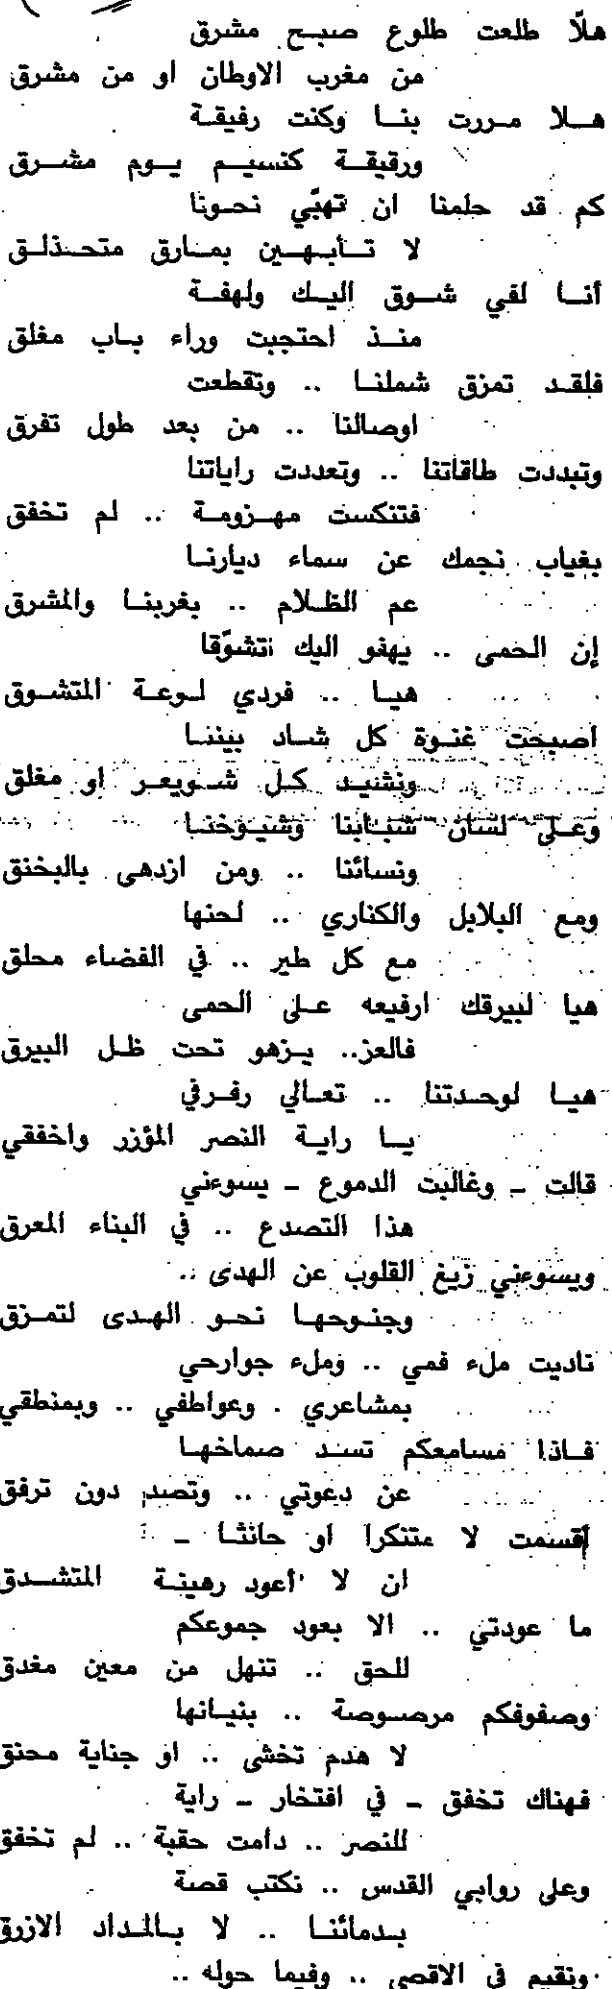 هلّا طلعت طلوع صبح مشرق
من مغرب الاوطان او من مشرق
هلا مررت بنا وكنت رفيقة
ورقيقة كنسيم يوم مشرق
كم قد حلمنا ان تهبّي نحونا
لا تأبهين بمارق متحذلق
أنا لفي شوق اليك ولهفة
منذ احتجبت وراء باب مغلق
فلقد تمزق شملنا .. وتقطعت
اوصالنا .. من بعد طول تفرق
وتبددت طاقاتنا .. وتعددت راياتنا
فتنكست مهزومة .. لم تخفق
بغياب نجمك عن سماء ديارنا
عم الظلام .. بغربنا والمشرق
إن الحمى .. يهفو اليك تشوّقا
هيا .. فردي لوعة المتشوق
اصبحت غنوة كل شاد بيننا
ونشيد كل شويعر او مغلق
وعلى لسان شبابنا وشيوخنا
ونسائنا .. ومن ازدهى بالبخنق
ومع البلابل والكناري .. لحنها
مع كل طير .. في الفضاء محلق
هيا لبيرقك ارفيعه على الحمى
فالعز.. يزهو تحت ظل البيرق
هيا لوحدتنا .. تعالي رفرفي
يا راية النصر المؤزر واخفقي
قالت ـ وغالبت الدموع ـ يسوءني
هذا التصدع .. في البناء المعرق
ويسوءني زيغ القلوب عن الهدى ..
وجنوحها نحو الهدى لتمزق
ناديت ملء فمي .. وملء جوارحي
بمشاعري . وعواطفي .. وبمنطقي
فاذا مسامعكم تسد صماخها
عن دعوتي .. وتصد دون ترفق
أقسمت لا متنكرا او حانثا ـ
ان لا أعود رهينة المتشدق
ما عودتي .. الا بعود جموعكم
للحق .. تنهل من معين مغدق
وصفوفكم مرصوصة .. بنيانها
لا هدم تخشى .. او جناية محنق
فهناك تخفق ـ في افتخار ـ راية
للنصر .. دامت حقبة .. لم تخفق
وعلى روابي القدس .. نكتب قصة
بدمائنا .. لا بالمداد الازرق
ونقيم في الاقصى .. وفيما حوله ..